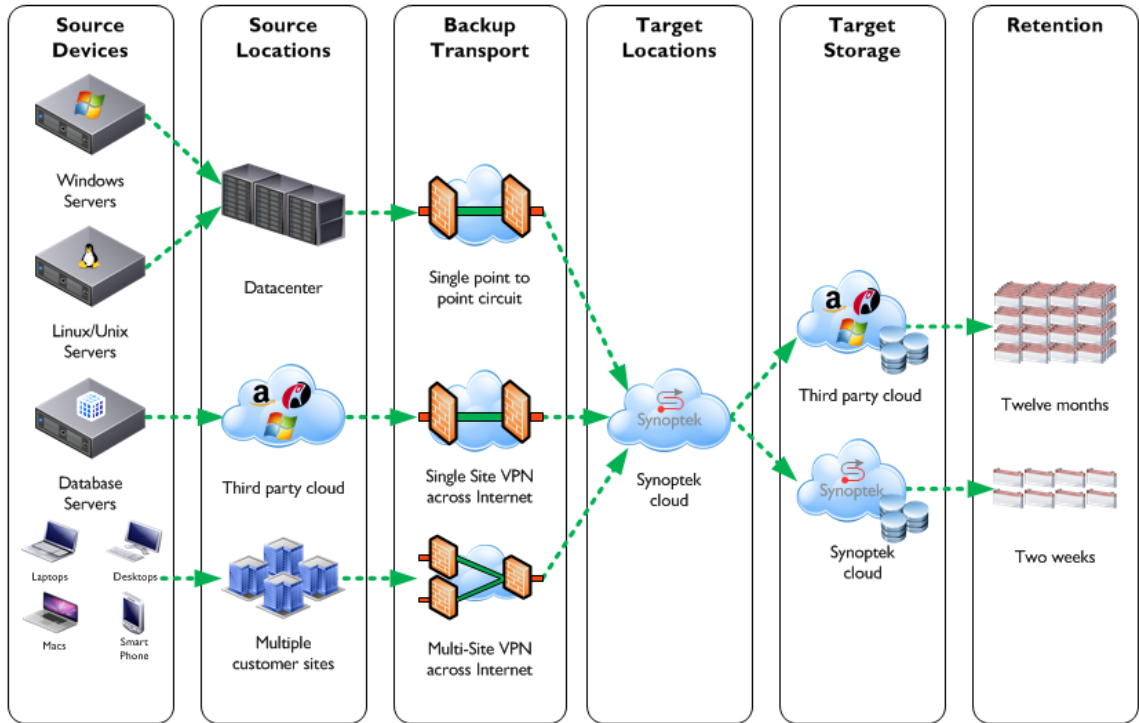 Source
Devices
Source
Locations
Backup
Transport
Target
Locations
Target
Storage
Retention
Windows
Servers
Linux/Unix
Servers
Database
Servers
Laptops
Desktops
Macs
Smart
Phone
Datacenter
a
Third party cloud
Multiple
customer sites
Single point to
point circuit
Single Site VPN
across Internet
Multi-Site VPN
across Internet
Synoptek
Synoptek
cloud
a
Third party cloud
Synoptek
Synoptek
cloud
Twelve months
Two weeks